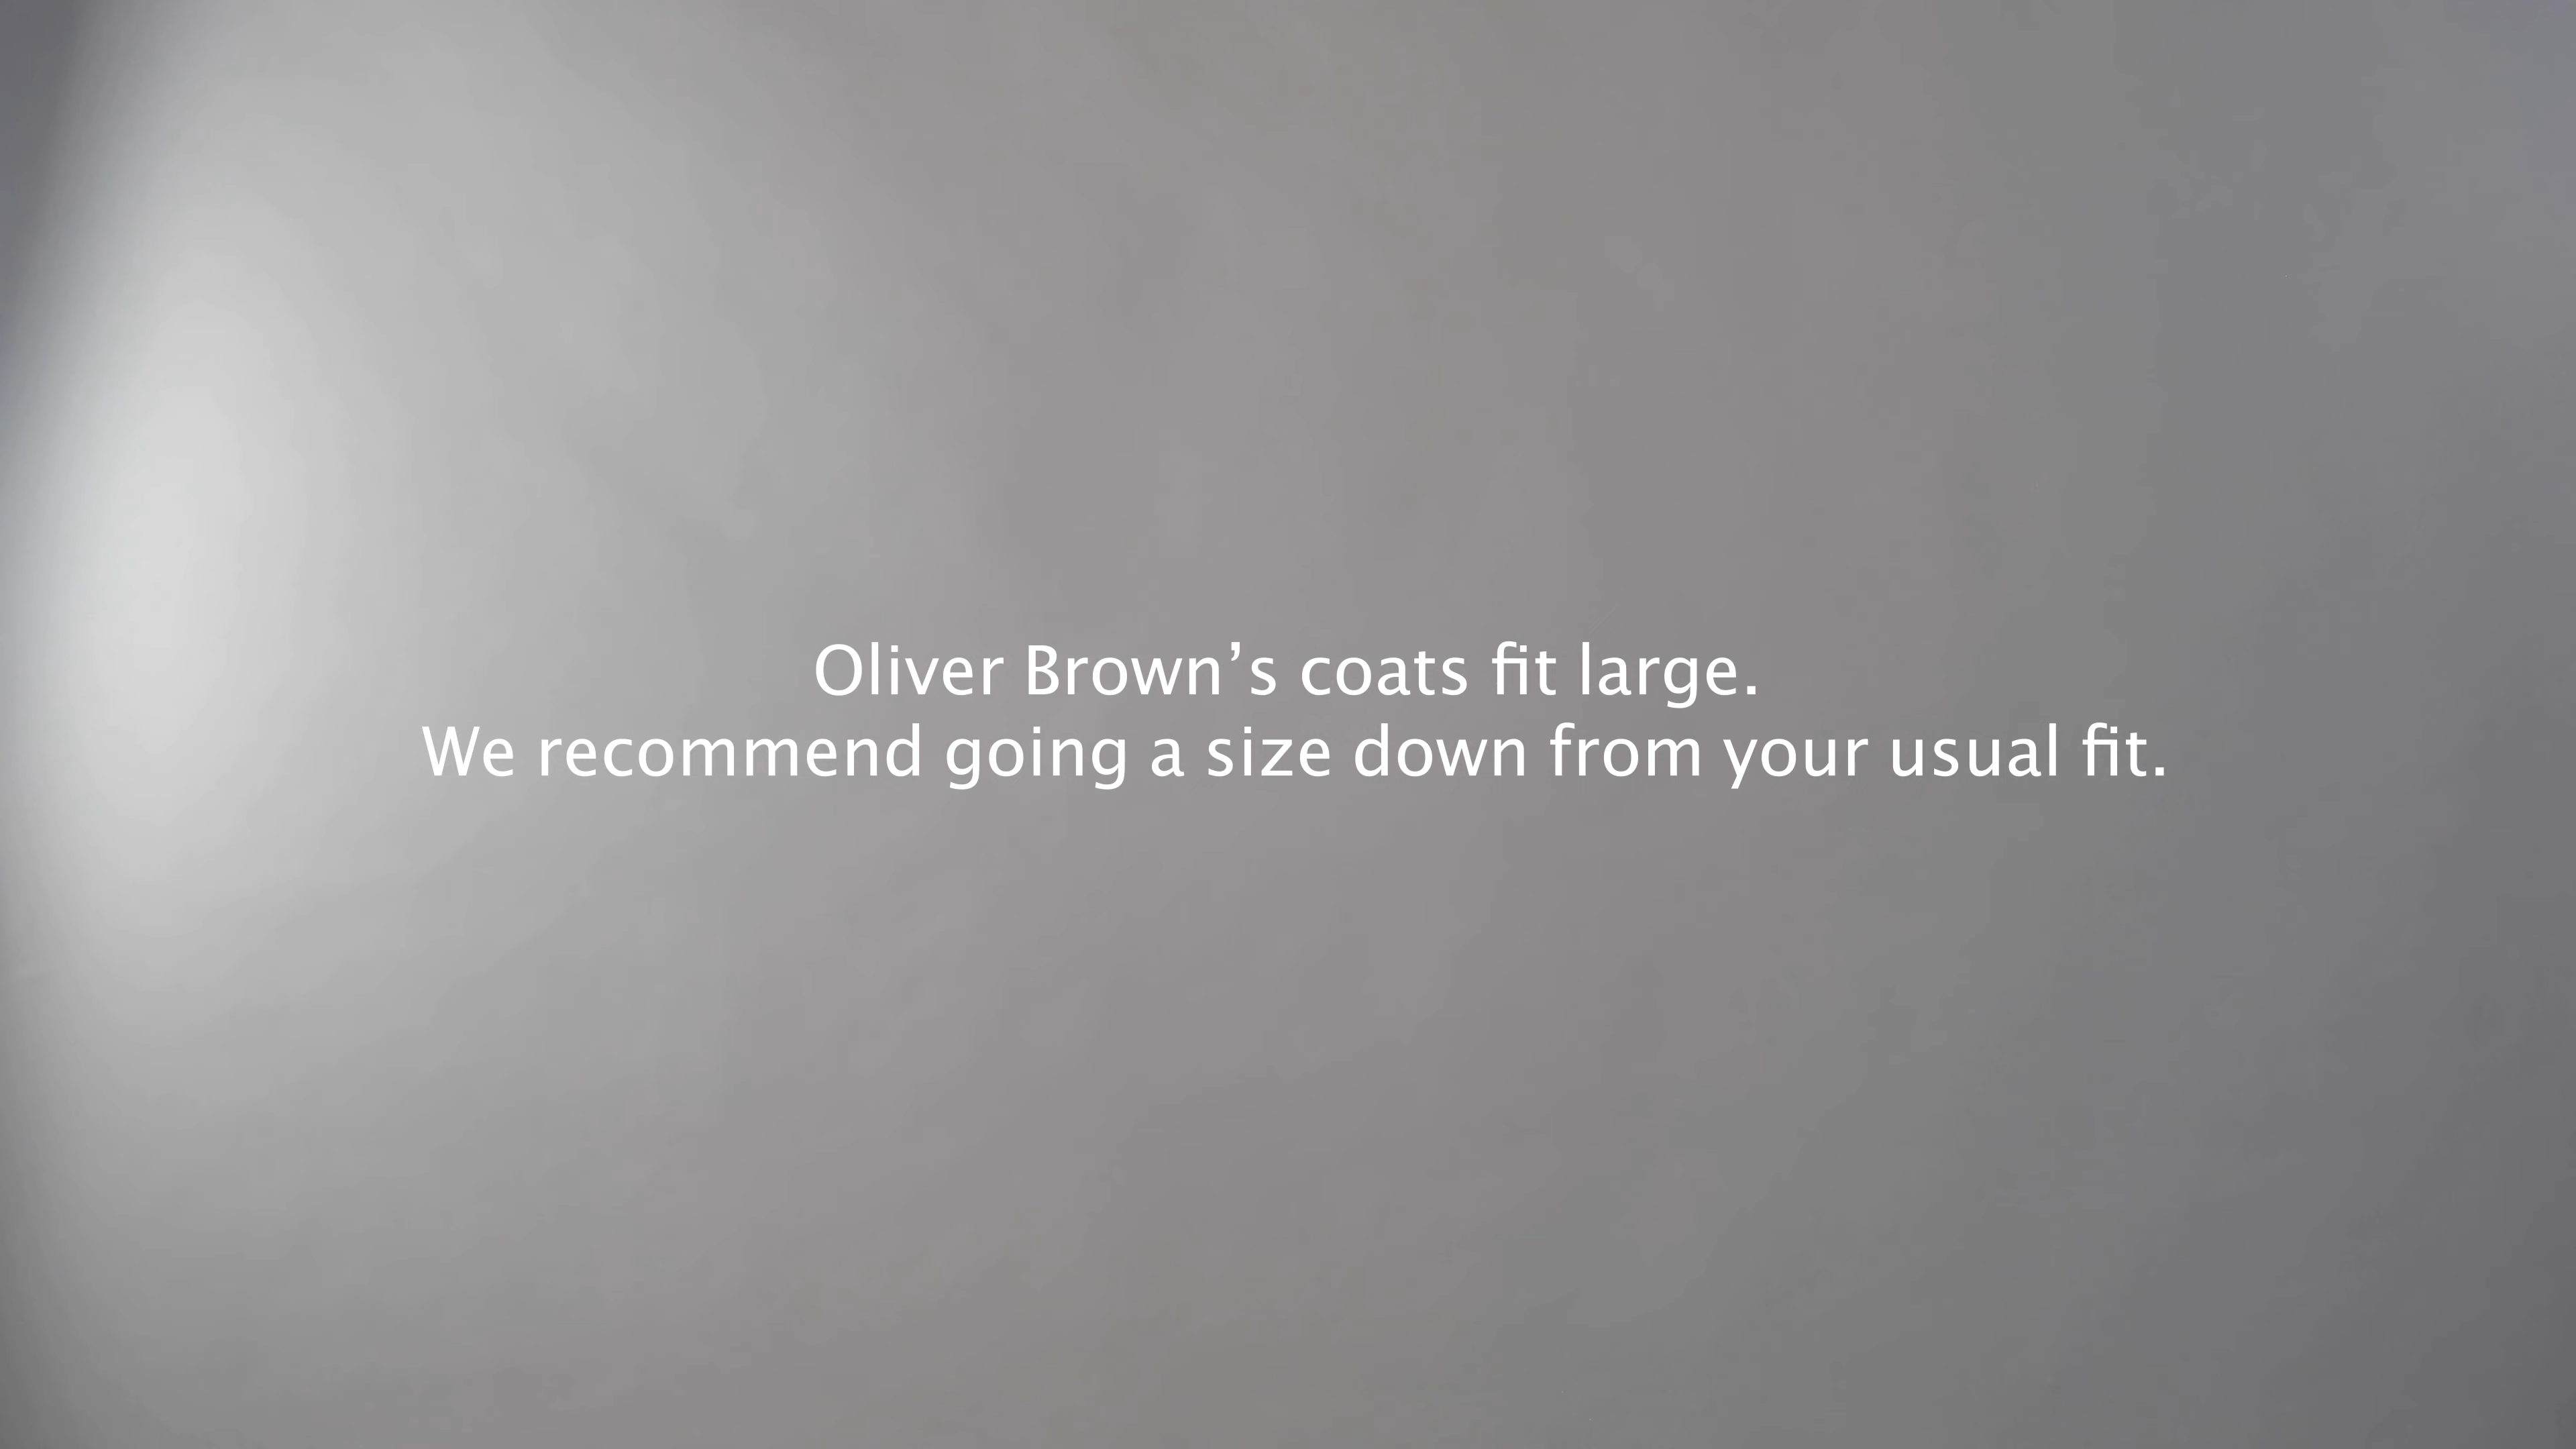 Oliver Brown’s coats fit large.
We recommend going a size down from your usual fit.